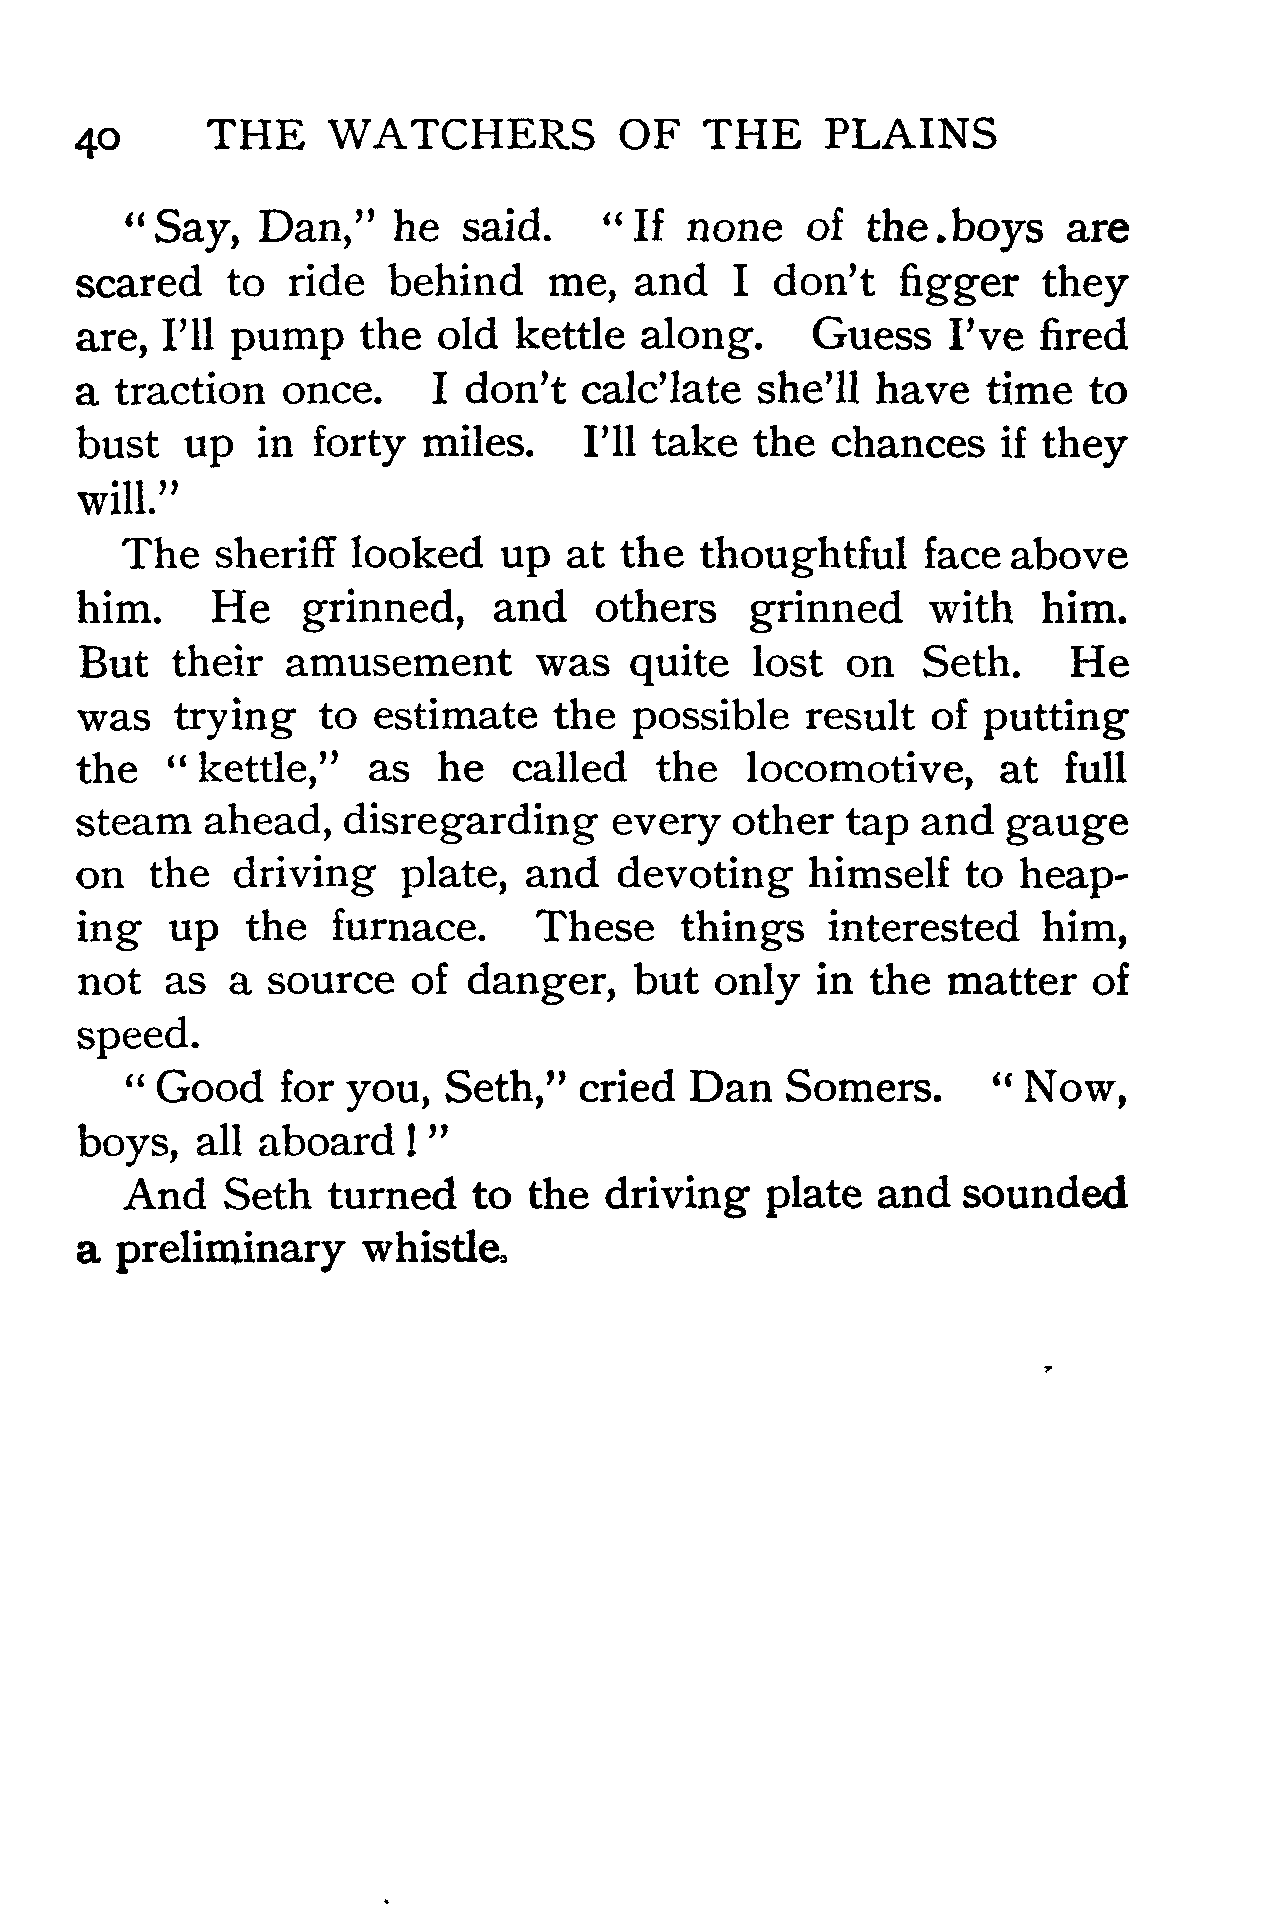 40 THE WATCHERS OF THE PLAINS
"Say, Dan," he said. "If none of the boys are
scared to ride behind me, and I don't figger they
are, I'll pump the old kettle along. Guess I've fired
a traction once. I don't calc'late she'll have time to
bust up in forty miles. I'll take the chances if they
will."
The sheriff looked up at the thoughtful face above
him. He grinned, and others grinned with him.
But their amusement was quite lost on Seth. He
was trying to estimate the possible result of putting
the "kettle," as he called the locomotive, at full
steam ahead, disregarding every other tap and gauge
on the driving plate, and devoting himself to heap-
ing up the furnace. These things interested him,
not as a source of danger, but only in the matter of
speed.
"Good for you, Seth," cried Dan Somers. "Now,
boys, all aboard!"
And Seth turned to the driving plate and sounded
a preliminary whistle.